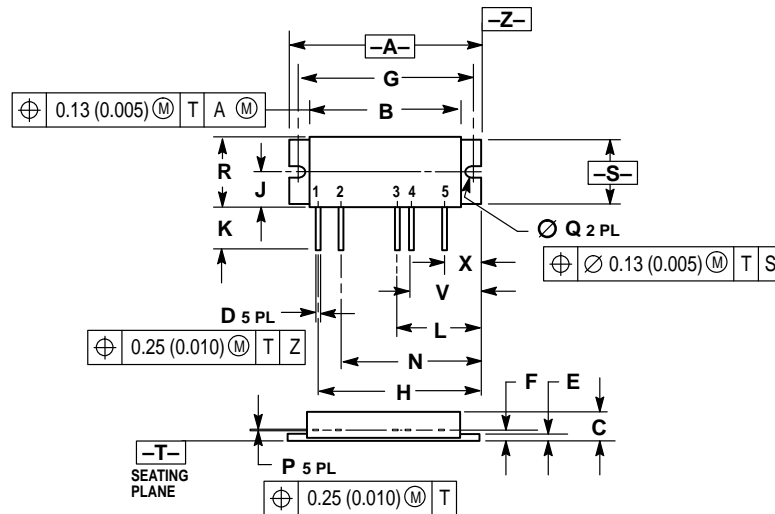 –Z–
–A–
G
⌖ 0.13 (0.005) Ⓜ T A Ⓜ
B
R
J
K
1 2 3 4 5
–S–
∅ Q 2 PL
⌖ ∅ 0.13 (0.005) Ⓜ T S
X
V
D 5 PL
L
⌖ 0.25 (0.010) Ⓜ T Z
N
H
F E
C
–T–
SEATING
PLANE
P 5 PL
⌖ 0.25 (0.010) Ⓜ T